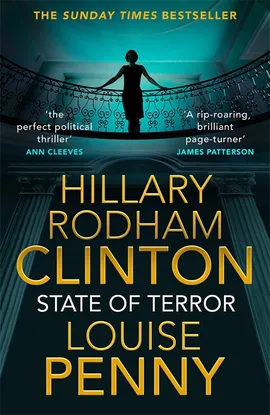 THE SUNDAY TIMES BESTSELLER
‘the
perfect political
thriller’
ANN CLEEVES
‘A rip-roaring,
brilliant
page-turner’
JAMES PATTERSON
HILLARY
RODHAM
CLINTON
STATE OF TERROR
LOUISE
PENNY